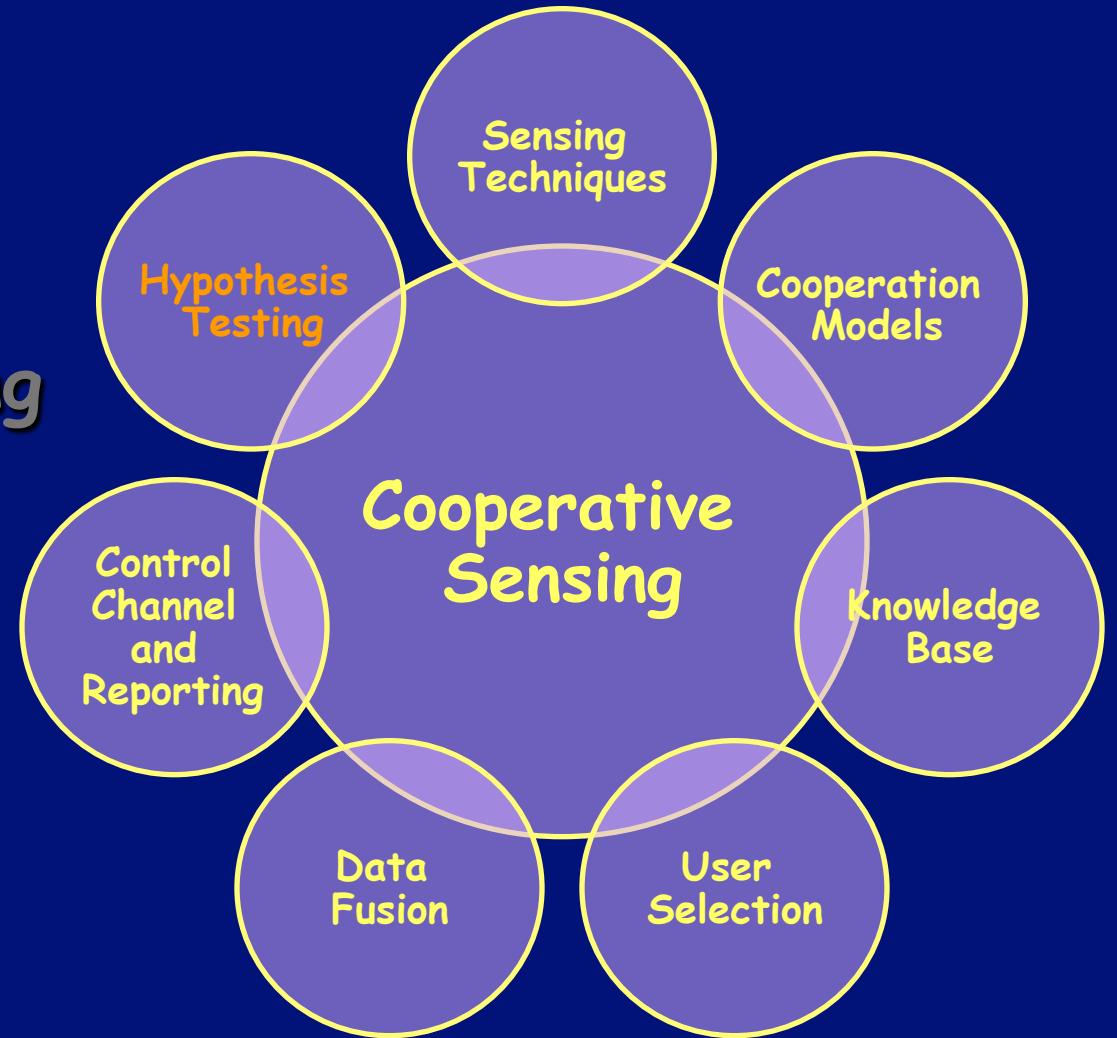 Sensing
Techniques
Hypothesis
Testing
Cooperation
Models
Cooperative
Sensing
Control
Channel
and
Reporting
Knowledge
Base
Data
Fusion
User
Selection